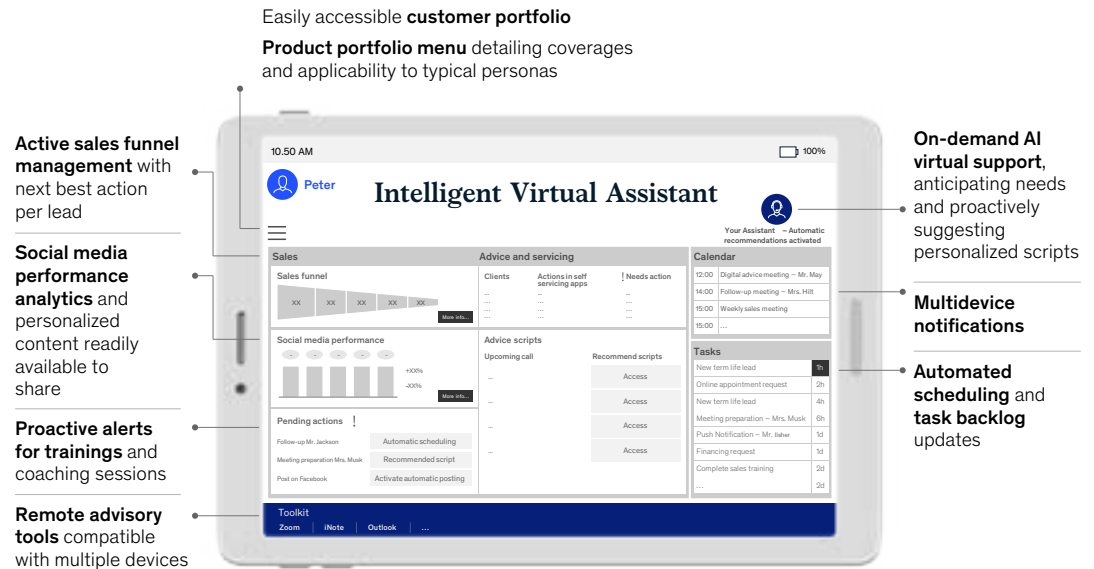 Easily accessible customer portfolio
Product portfolio menu detailing coverages
and applicability to typical personas
Active sales funnel
management with
next best action
per lead
Social media
performance
analytics and
personalized
content readily
available to
share
Proactive alerts
for trainings and
coaching sessions
Remote advisory
tools compatible
with multiple devices
10.50 AM
100%
Peter
Intelligent Virtual Assistant
Your Assistant – Automatic
recommendations activated
Sales
Advice and servicing
Calendar
Sales funnel
xx xx xx xx xx
More info...
Clients
Actions in self
servicing apps
! Needs action
... ... ...
... ... ...
... ... ...
... ... ...
12:00 Digital advice meeting – Mr. May
14:00 Follow-up meeting – Mrs. Hilt
15:00 Weekly sales meeting
15:00 ...
Social media performance
+XX%
-XX%
More info...
Advice scripts
Upcoming call
Recommend scripts
... Access
... Access
... Access
... Access
Pending actions !
Follow-up Mr. Jackson Automatic scheduling
Meeting preparation Mrs. Musk Recommended script
Post on Facebook Activate automatic posting
Tasks
New term life lead 1h
Online appointment request 2h
New term life lead 4h
Meeting preparation – Mrs. Musk 6h
Push Notification – Mr. Ilsher 1d
Financing request 1d
Complete sales training 2d
... 2d
Toolkit
Zoom | iNote | Outlook | ...
On-demand AI
virtual support,
anticipating needs
and proactively
suggesting
personalized scripts
Multidevice
notifications
Automated
scheduling and
task backlog
updates